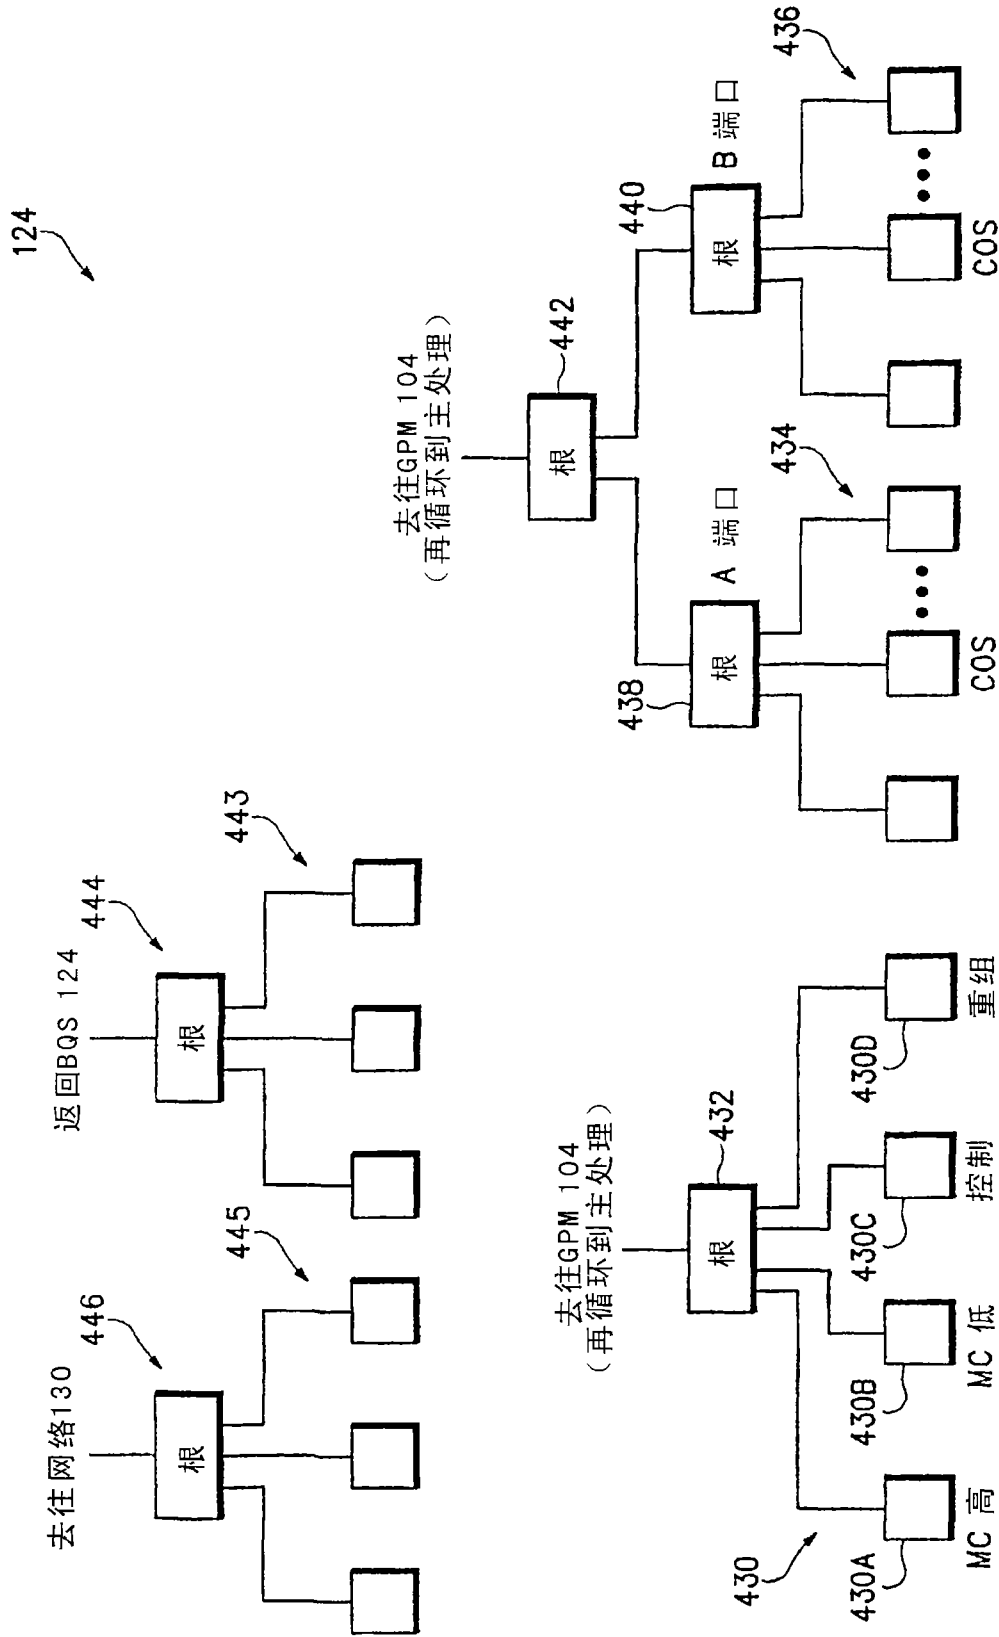 124
去往网络130
446
根
445
返回BQS 124
444
根
443
去往GPM 104
（再循环到主处理）
432
根
430
430A
MC 高
430B
MC 低
430C
控制
430D
重组
去往GPM 104
（再循环到主处理）
442
根
438
根
A 端口
434
COS
440
根
B 端口
436
COS